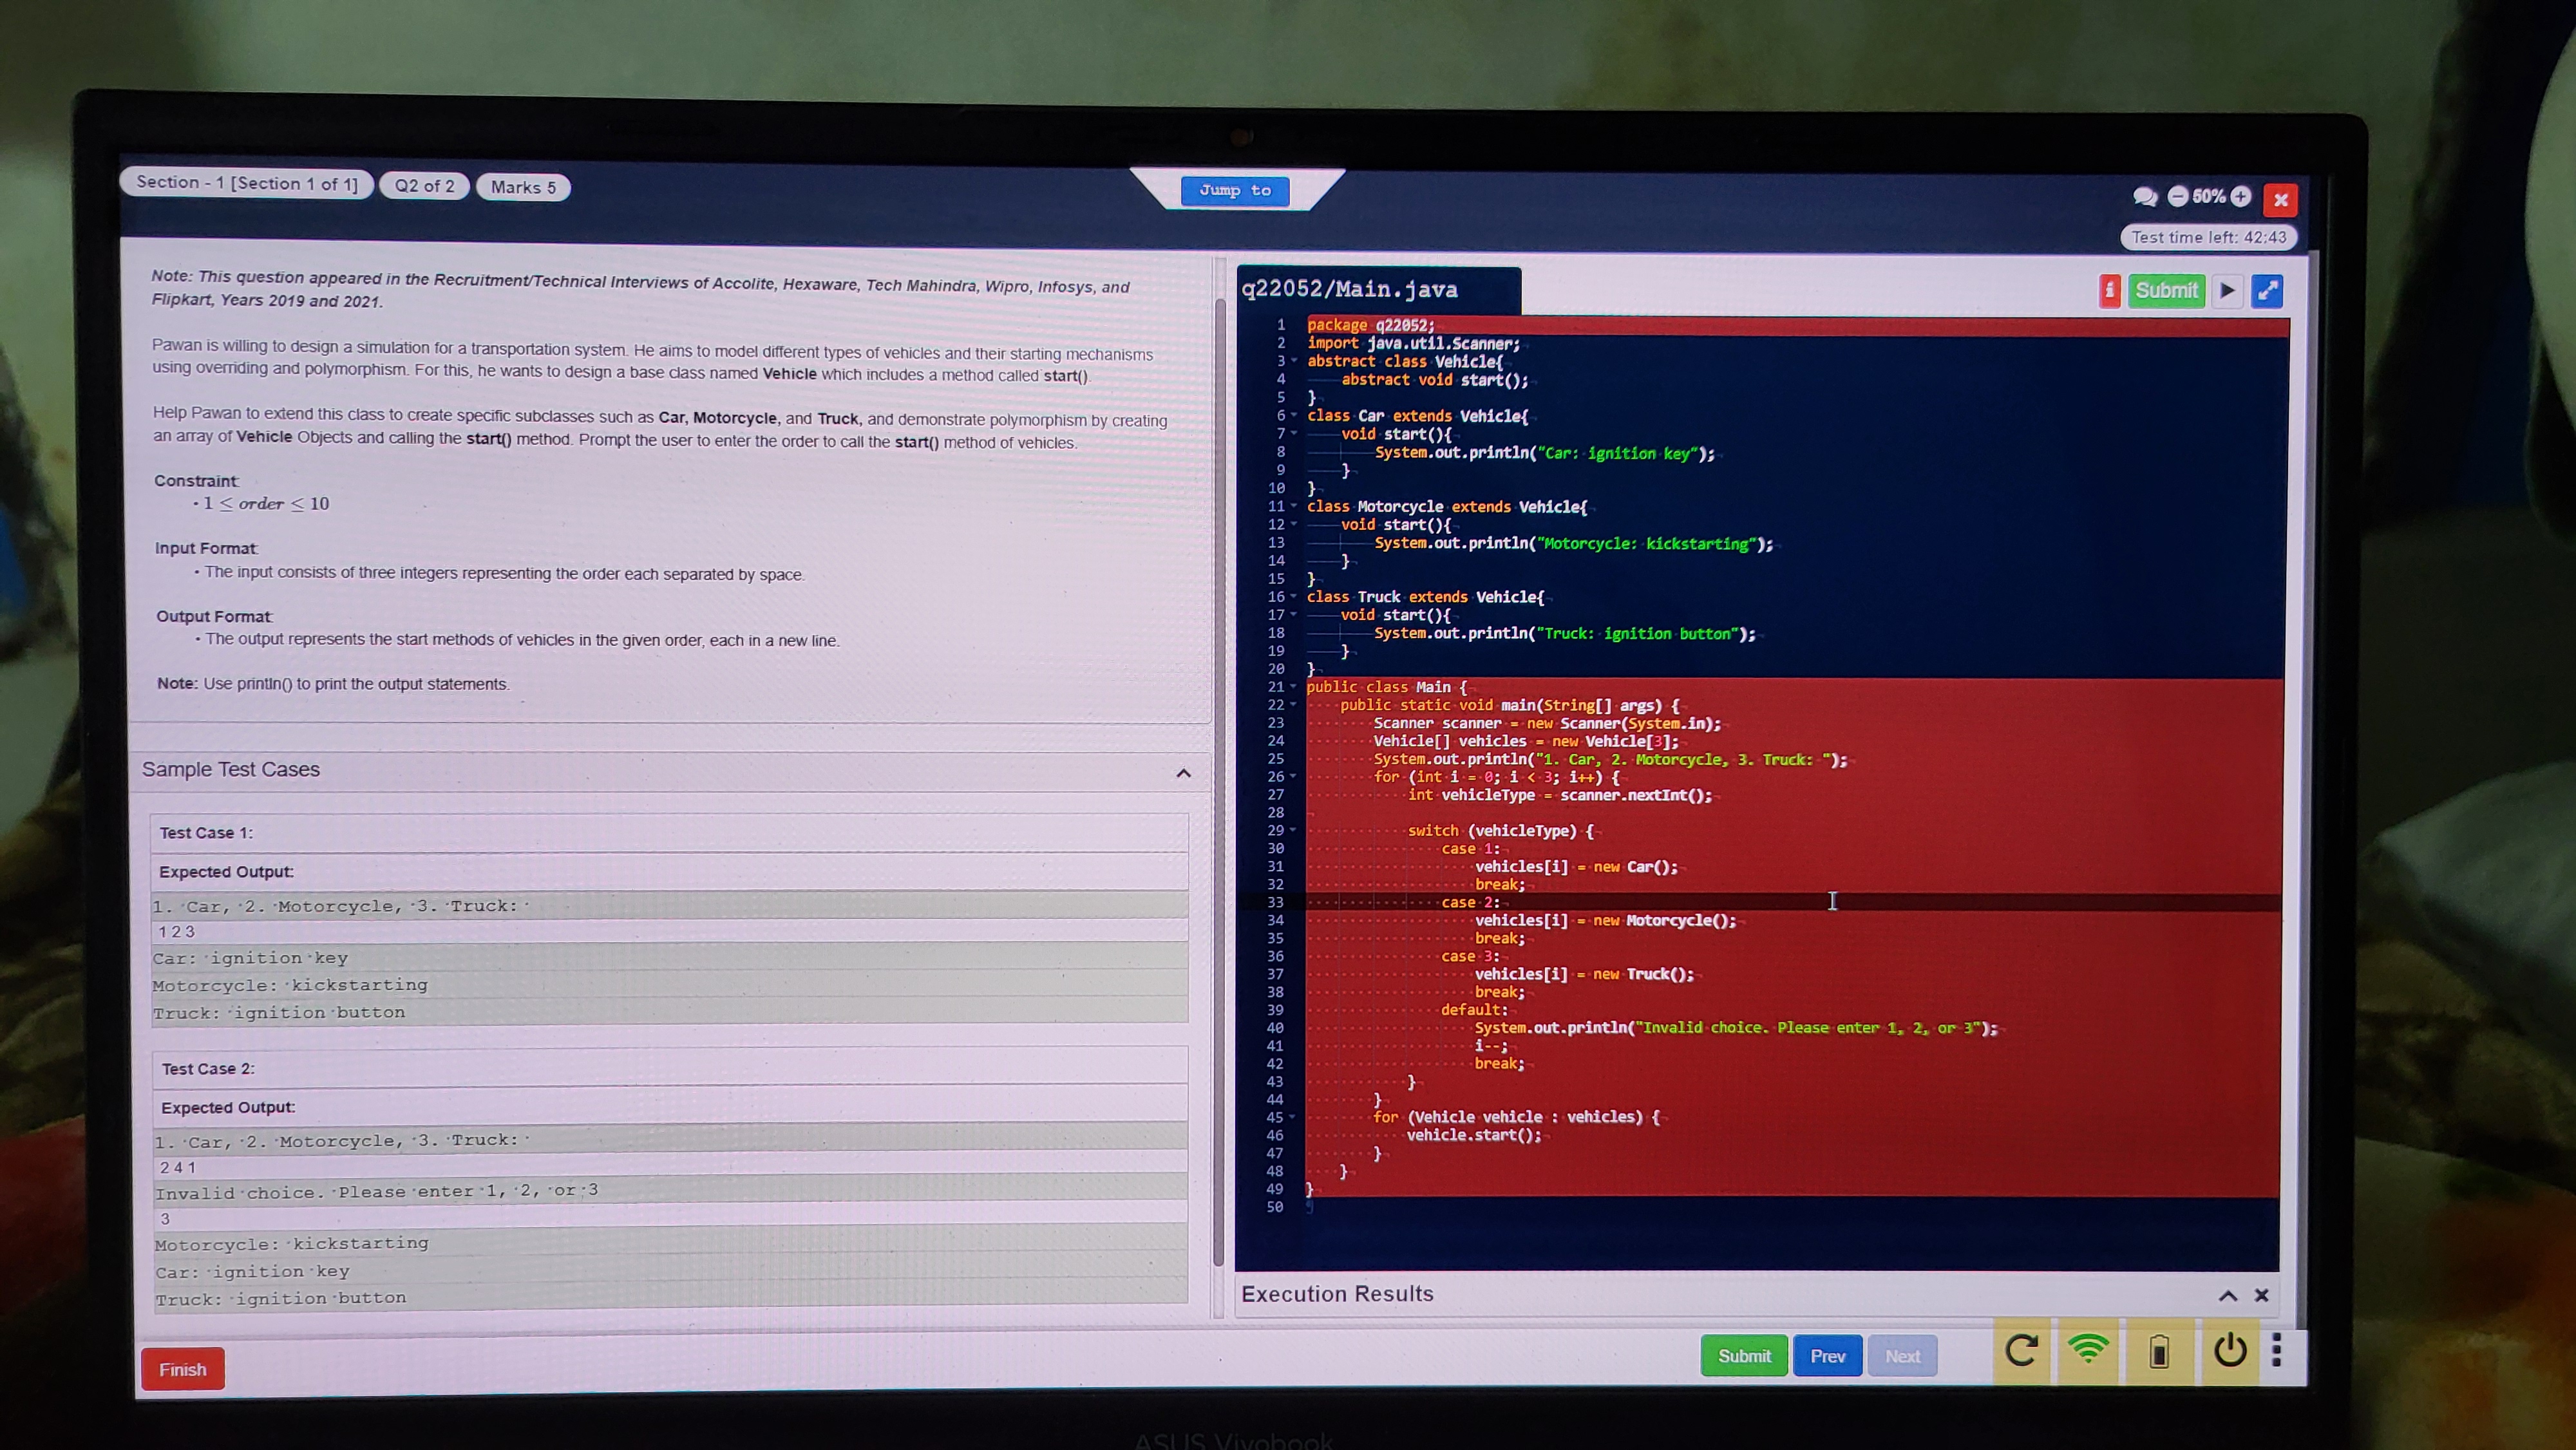 Section - 1 [Section 1 of 1]
Q2 of 2
Marks 5
Jump to
50%
Test time left: 42:43
Note: This question appeared in the Recruitment/Technical Interviews of Accolite, Hexaware, Tech Mahindra, Wipro, Infosys, and
Flipkart, Years 2019 and 2021.
Pawan is willing to design a simulation for a transportation system. He aims to model different types of vehicles and their starting mechanisms
using overriding and polymorphism. For this, he wants to design a base class named Vehicle which includes a method called start().
Help Pawan to extend this class to create specific subclasses such as Car, Motorcycle, and Truck, and demonstrate polymorphism by creating
an array of Vehicle Objects and calling the start() method. Prompt the user to enter the order to call the start() method of vehicles.
Constraint:
• 1 ≤ order ≤ 10
Input Format:
• The input consists of three integers representing the order each separated by space.
Output Format:
• The output represents the start methods of vehicles in the given order, each in a new line.
Note: Use println() to print the output statements.
Sample Test Cases
Test Case 1:
Expected Output:
1. Car, 2. Motorcycle, 3. Truck:
1 2 3
Car: ignition key
Motorcycle: kickstarting
Truck: ignition button
Test Case 2:
Expected Output:
1. Car, 2. Motorcycle, 3. Truck:
2 4 1
Invalid choice. Please enter 1, 2, or 3
3
Motorcycle: kickstarting
Car: ignition key
Truck: ignition button
Finish
q22052/Main.java
Submit
1 package q22052;
2 import java.util.Scanner;
3 abstract class Vehicle{
4 abstract void start();
5 }
6 class Car extends Vehicle{
7 void start(){
8 System.out.println("Car: ignition key");
9 }
10 }
11 class Motorcycle extends Vehicle{
12 void start(){
13 System.out.println("Motorcycle: kickstarting");
14 }
15 }
16 class Truck extends Vehicle{
17 void start(){
18 System.out.println("Truck: ignition button");
19 }
20 }
21 public class Main {
22 public static void main(String[] args) {
23 Scanner scanner = new Scanner(System.in);
24 Vehicle[] vehicles = new Vehicle[3];
25 System.out.println("1. Car, 2. Motorcycle, 3. Truck: ");
26 for (int i = 0; i < 3; i++) {
27 int vehicleType = scanner.nextInt();
28
29 switch (vehicleType) {
30 case 1:
31 vehicles[i] = new Car();
32 break;
33 case 2:
34 vehicles[i] = new Motorcycle();
35 break;
36 case 3:
37 vehicles[i] = new Truck();
38 break;
39 default:
40 System.out.println("Invalid choice. Please enter 1, 2, or 3");
41 i--;
42 break;
43 }
44 }
45 for (Vehicle vehicle : vehicles) {
46 vehicle.start();
47 }
48 }
49 }
50
Execution Results
Submit
Prev
Next
ASUS Vivobook